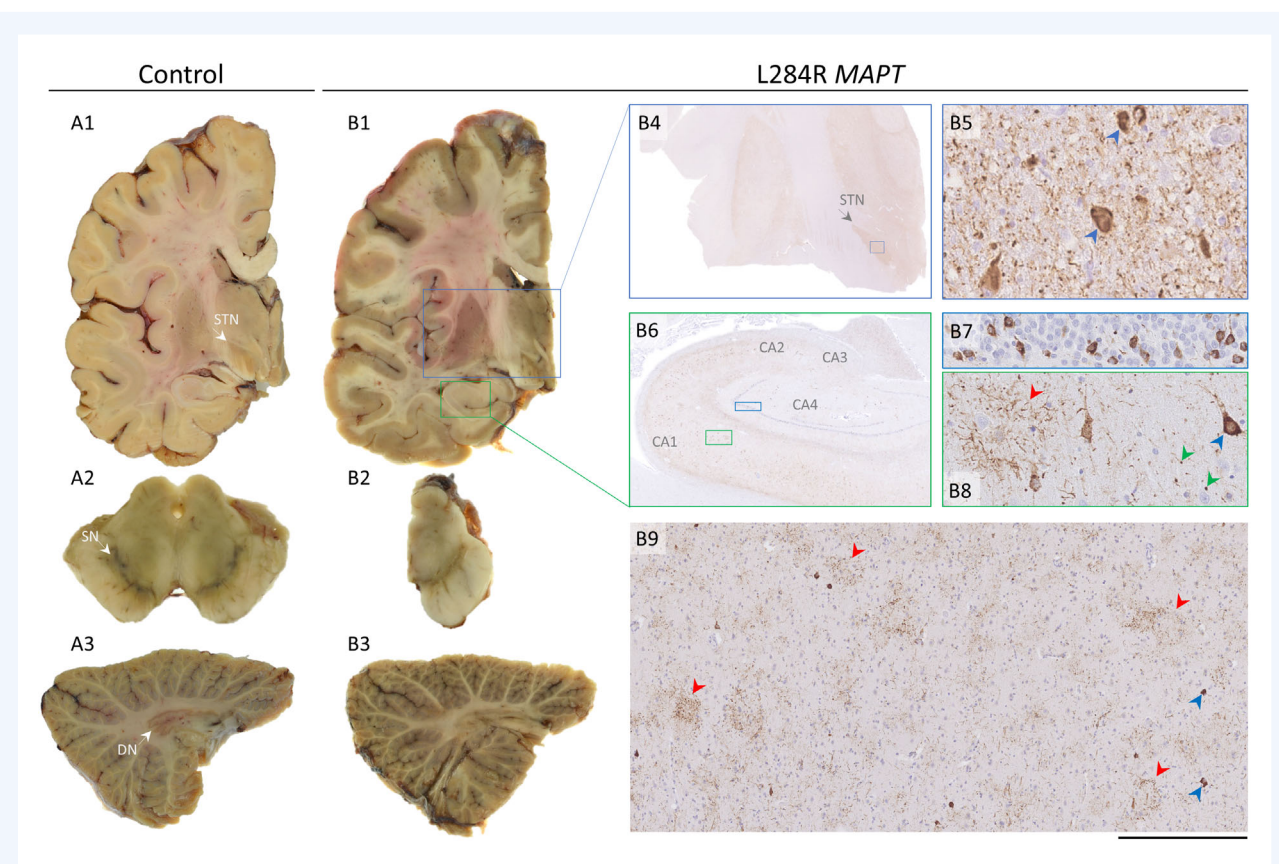 Control
L284R MAPT
A1
B1
B4
B5
STN
STN
B6
B7
CA2
CA3
CA4
CA1
B8
A2
B2
SN
B9
A3
B3
DN